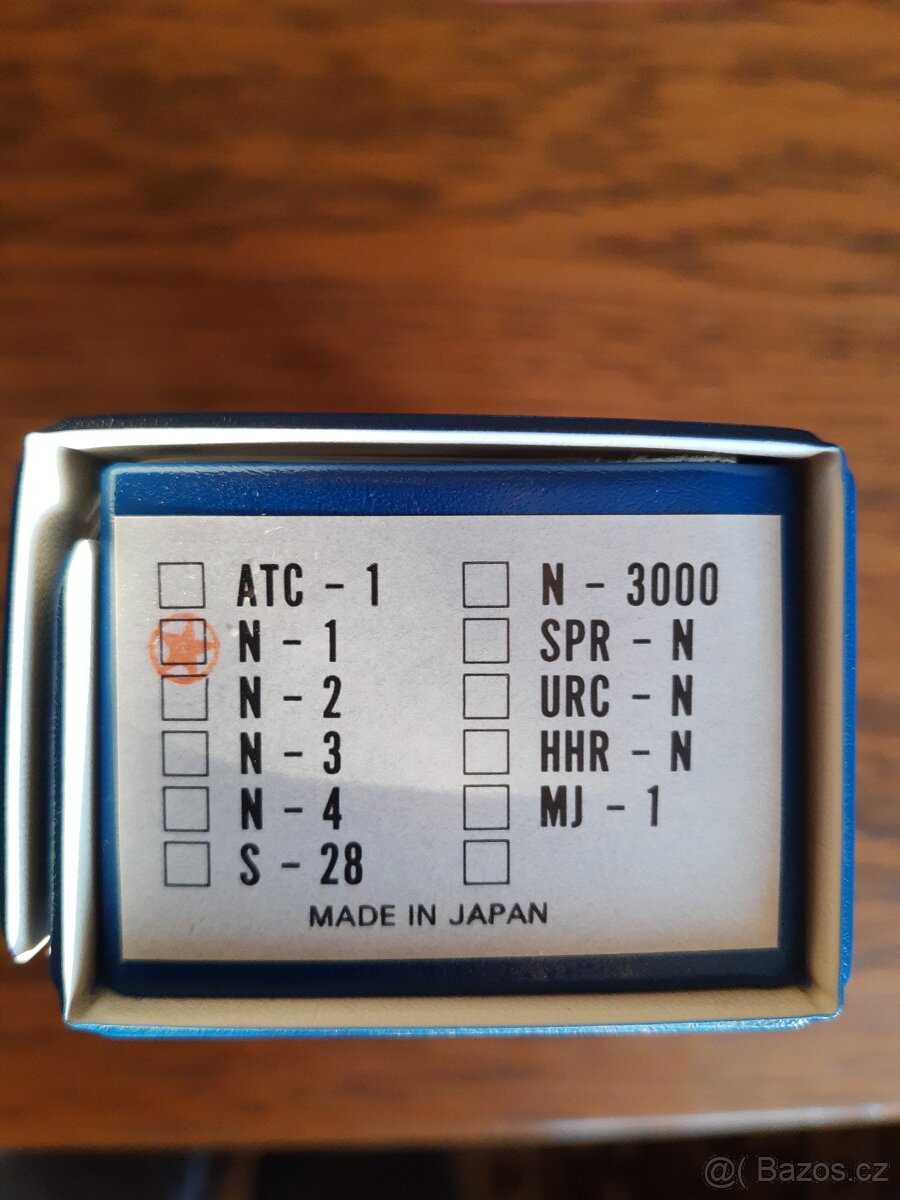 ☐ ATC - 1
☐ N - 1
☐ N - 2
☐ N - 3
☐ N - 4
☐ S - 28
☐ N - 3000
☐ SPR - N
☐ URC - N
☐ HHR - N
☐ MJ - 1
☐
MADE IN JAPAN
@( Bazos.cz